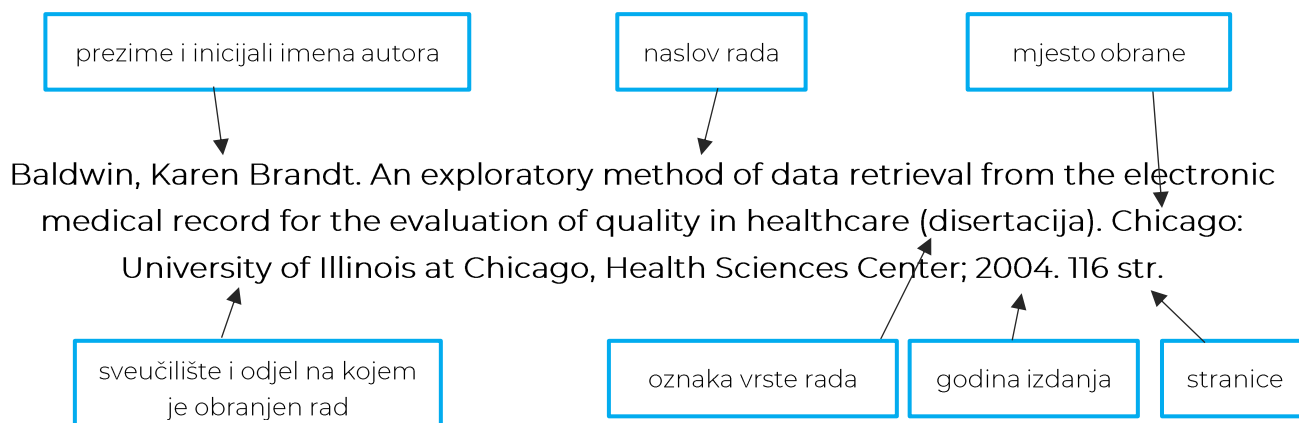 prezime i inicijali imena autora
naslov rada
mjesto obrane
Baldwin, Karen Brandt. An exploratory method of data retrieval from the electronic
medical record for the evaluation of quality in healthcare (disertacija). Chicago:
University of Illinois at Chicago, Health Sciences Center; 2004. 116 str.
sveučilište i odjel na kojem
je obranjen rad
oznaka vrste rada
godina izdanja
stranice